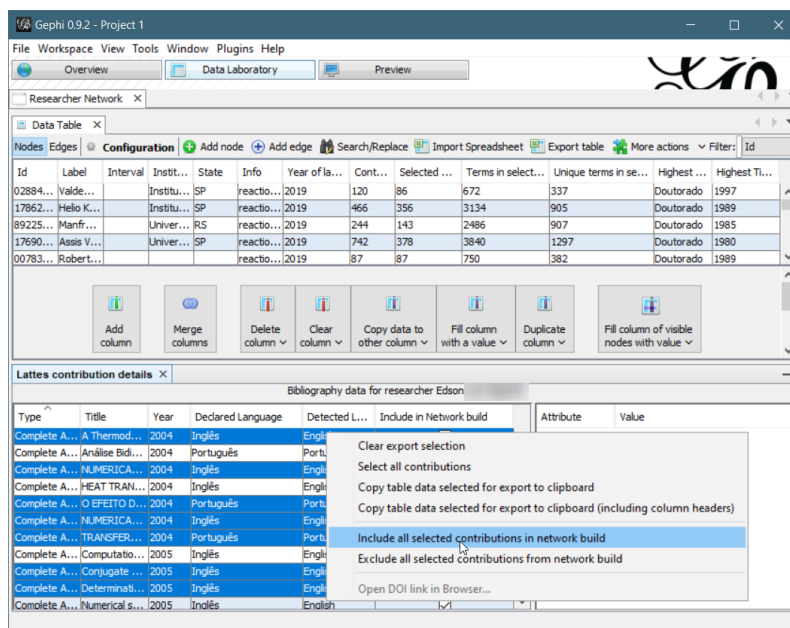 Gephi 0.9.2 - Project 1
File Workspace View Tools Window Plugins Help
Overview Data Laboratory Preview
Researcher Network
Data Table
Nodes Edges Configuration Add node Add edge Search/Replace Import Spreadsheet Export table More actions Filter: Id
Id Label Interval Instit... State Info Year of la... Cont... Selected ... Terms in select... Unique terms in se... Highest ... Highest Ti...
02884... Valde... Institu... SP reactio... 2019 120 86 672 337 Doutorado 1997
17862... Helio K... Institu... SP reactio... 2019 466 356 3134 905 Doutorado 1989
89225... Manfr... Univer... RS reactio... 2019 244 143 2486 907 Doutorado 1985
17690... Assis V... Univer... SP reactio... 2019 742 378 3840 1297 Doutorado 1980
00783... Robert... reactio... 2019 87 87 750 382 Doutorado 1989
Add Merge Delete Clear Copy data to Fill column Duplicate Fill column of visible
column columns column column other column with a value column nodes with value
Lattes contribution details
Bibliography data for researcher Edson
Type Title Year Declared Language Detected L... Include in Network build Attribute Value
Complete A... A Thermod... 2004 Inglês Englis
Clear export selection
Complete A... Análise Bidi... 2004 Português Portu
Select all contributions
Complete A... NUMERICA... 2004 Inglês Englis
Copy table data selected for export to clipboard
Complete A... HEAT TRAN... 2004 Inglês Englis
Copy table data selected for export to clipboard (including column headers)
Complete A... O EFEITO D... 2004 Português Portu
Complete A... NUMERICA... 2004 Inglês Englis
Include all selected contributions in network build
Complete A... TRANSFER... 2004 Português Portu
Complete A... Computatio... 2005 Inglês Englis
Exclude all selected contributions from network build
Complete A... Conjugate ... 2005 Inglês Englis
Complete A... Determinati... 2005 Inglês Englis
Open DOI link in Browser...
Complete A... Numerical s... 2005 Inglês English